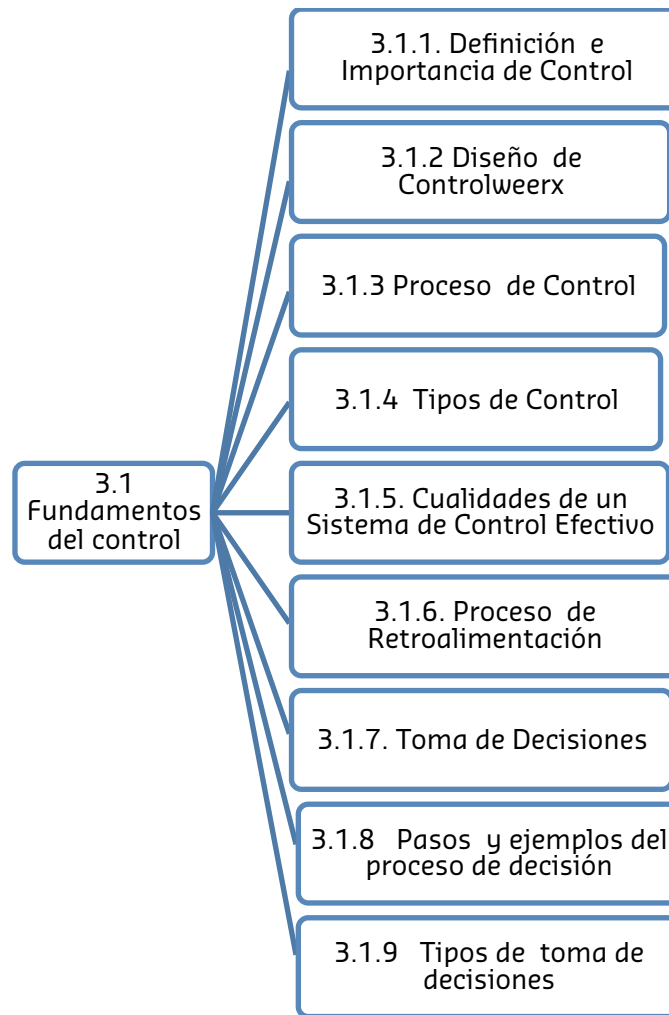 3.1.1. Definición e
Importancia de Control
3.1.2 Diseño de
Controlweerx
3.1.3 Proceso de Control
3.1.4 Tipos de Control
3.1
Fundamentos
del control
3.1.5. Cualidades de un
Sistema de Control Efectivo
3.1.6. Proceso de
Retroalimentación
3.1.7. Toma de Decisiones
3.1.8 Pasos y ejemplos del
proceso de decisión
3.1.9 Tipos de toma de
decisiones